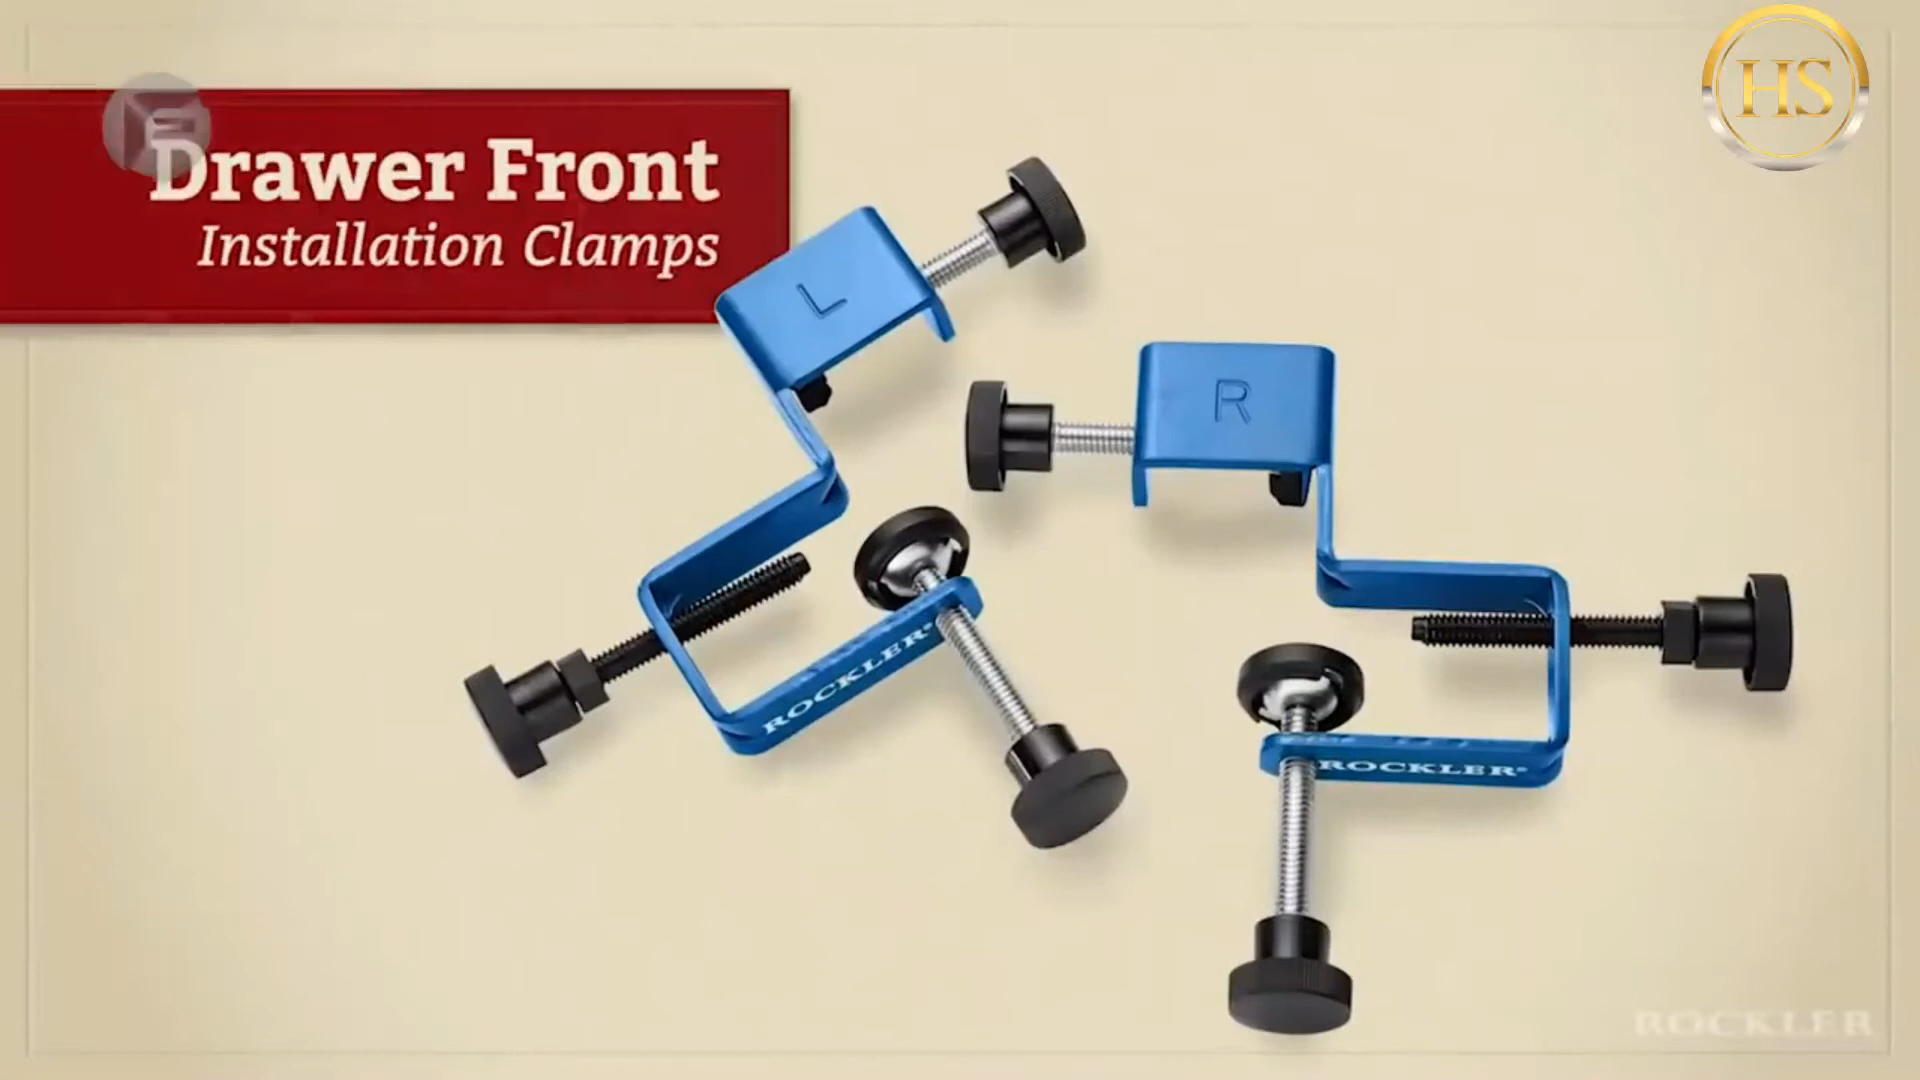 Drawer Front
Installation Clamps
HS
L
R
ROCKLER®
ROCKLER®
ROCKLER